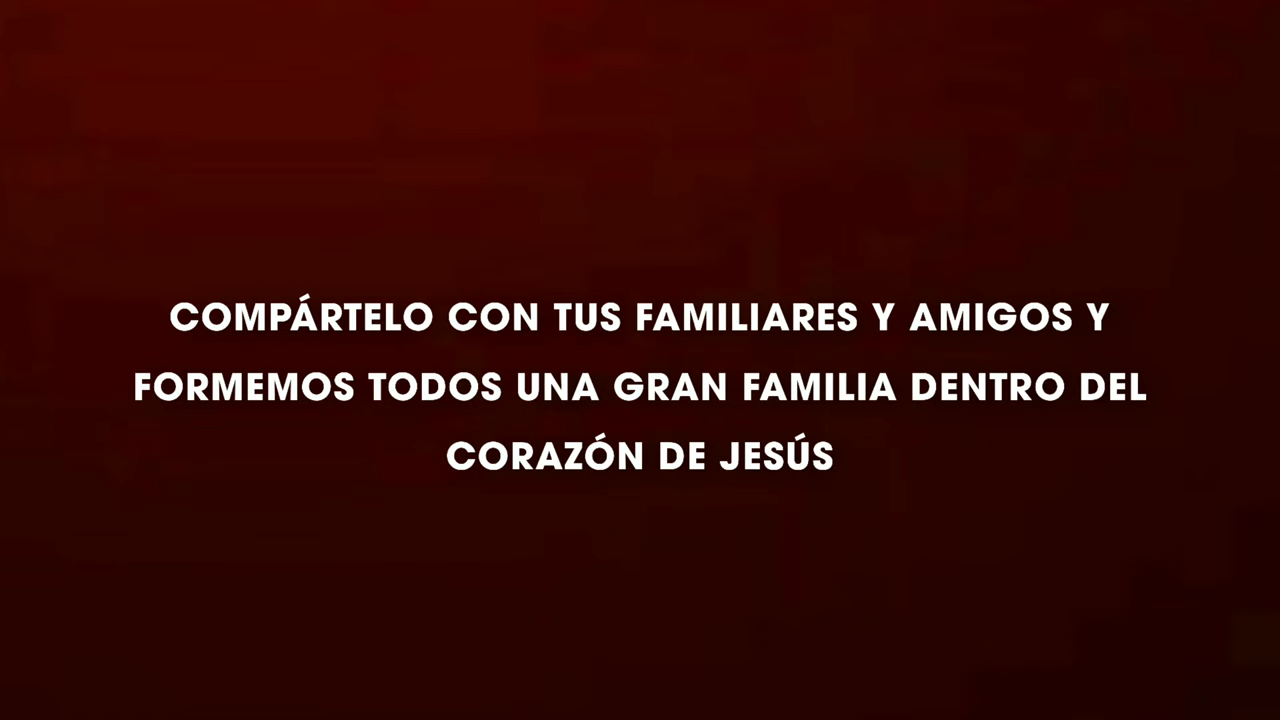 COMPÁRTELO CON TUS FAMILIARES Y AMIGOS Y
FORMEMOS TODOS UNA GRAN FAMILIA DENTRO DEL
CORAZÓN DE JESÚS